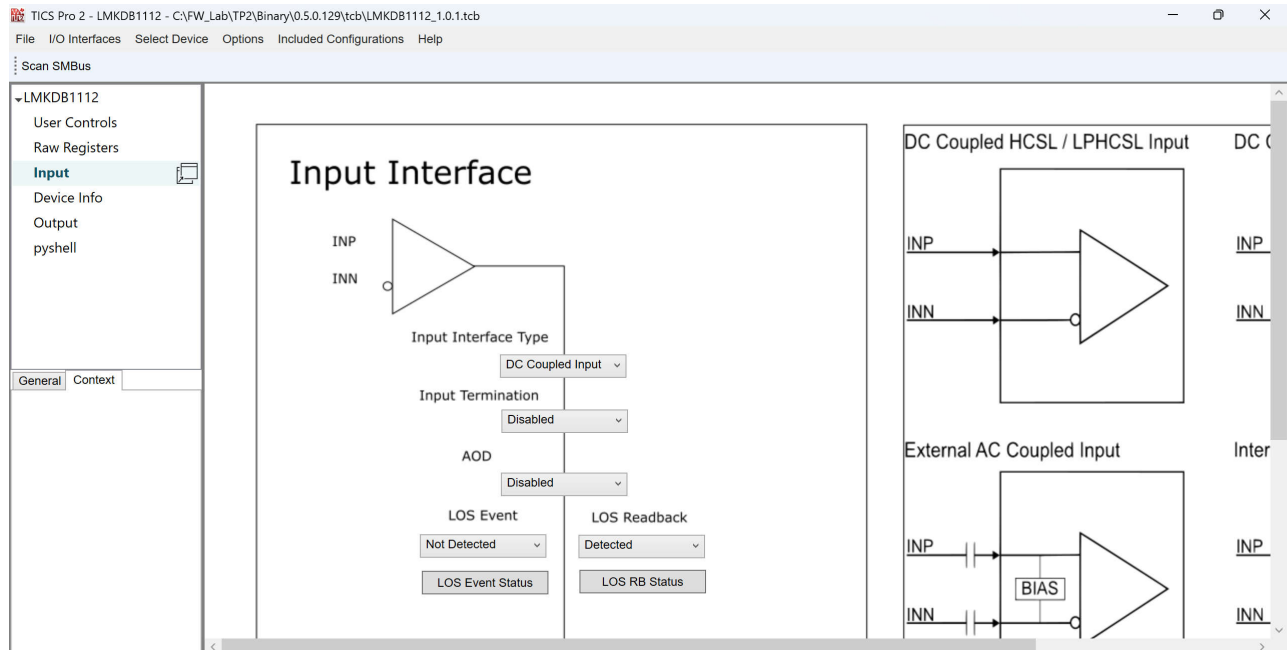 TICS Pro 2 - LMKDB1112 - C:\FW_Lab\TP2\Binary\0.5.0.129\tcb\LMKDB1112_1.0.1.tcb
File I/O Interfaces Select Device Options Included Configurations Help
Scan SMBus
LMKDB1112
User Controls
Raw Registers
Input
Device Info
Output
pyshell
General Context
Input Interface
INP
INN
Input Interface Type
DC Coupled Input
Input Termination
Disabled
AOD
Disabled
LOS Event LOS Readback
Not Detected Detected
LOS Event Status LOS RB Status
DC Coupled HCSL / LPHCSL Input DC
INP INP
INN INN
External AC Coupled Input Inter
INP INP
BIAS
INN INN